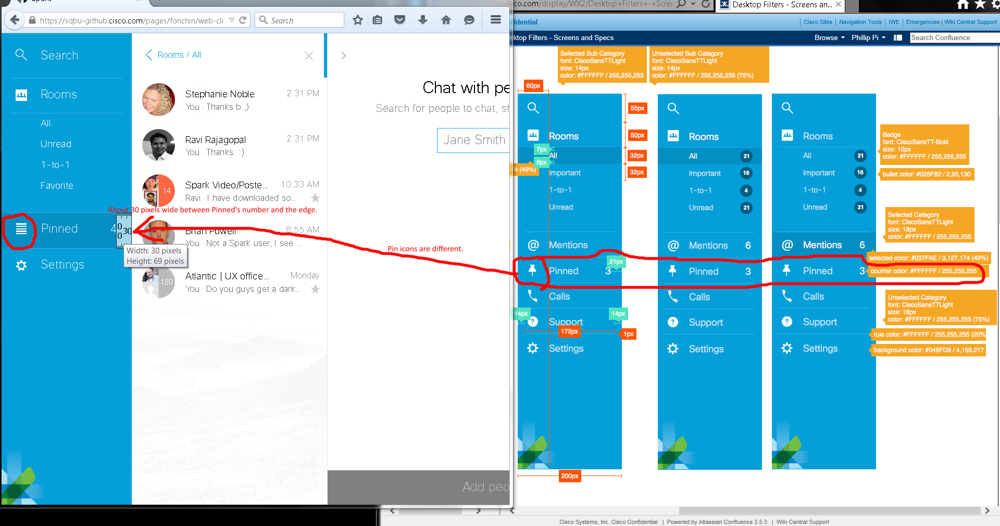 Spark
https://sqbu-github.cisco.com/pages/fonchin/web-cli
Search
Search
Rooms
All
Unread
1-to-1
Favorite
Pinned
4
0
0
30
Width: 30 pixels
Height: 69 pixels
Settings
Rooms / All
Stephanie Noble
2:31 PM
You · Thanks b ;)
Ravi Rajagopal
2:31 PM
You · Thanks. :)
14
Spark Video/Poste...
10:33 AM
Ravi · I have downloaded so...
About 30 pixels wide between Pinned's number and the edge.
Brian Powell
8:55 AM
You · Not a Spark user, I see. ...
150
Atlantic | UX office...
Monday
You · Do you guys get a dark...
Chat with pe
Search for people to chat, sh
Jane Smith
Pin icons are different.
Add peo
sco.com/display/WX2/Desktop+Filters+-+Scre
Desktop Filters - Screens an...
fidential
Cisco Sites | Navigation Tools | IWE | Emergencies | Wiki Central Support
ktop Filters - Screens and Specs
Browse
Phillip Pi
Search Confluence
Selected Sub Category
font: CiscoSansTTLight
size: 14px
color: #FFFFFF / 255,255,255
Unselected Sub Category
font: CiscoSansTTLight
size: 14px
color: #FFFFFF / 255,255,255 (75%)
60px
55px
50px
32px
32px
7px
6px
74 (49%)
Rooms
All
Important
1-to-1
Unread
Mentions
21px
Pinned
3
Calls
14px
14px
Support
172px
1px
Settings
200px
Rooms
All 21
Important 16
1-to-1 4
Unread 21
Mentions 6
Pinned 3
Calls
Support
Settings
Rooms
All 21
Important 16
1-to-1 4
Unread 21
Mentions 6
Pinned 3
Calls
Support
Settings
Badge
font: CiscoSansTT-Bold
size: 10px
color: #FFFFFF / 255,255,255
bullet color: #025F82 / 2,95,130
Selected Category
font: CiscoSansTTLight
size: 18px
color: #FFFFFF / 255,255,255
selected color: #037FAE / 3,127,174 (49%)
counter color: #FFFFFF / 255,255,255
Unselected Category
font: CiscoSansTTLight
size: 18px
color: #FFFFFF / 255,255,255 (75%)
rule color: #FFFFFF / 255,255,255 (20%
background color: #049FD9 / 4,159,217
Cisco Systems, Inc. Cisco Confidential | Powered by Atlassian Confluence 3.5.3 | Wiki Central Support